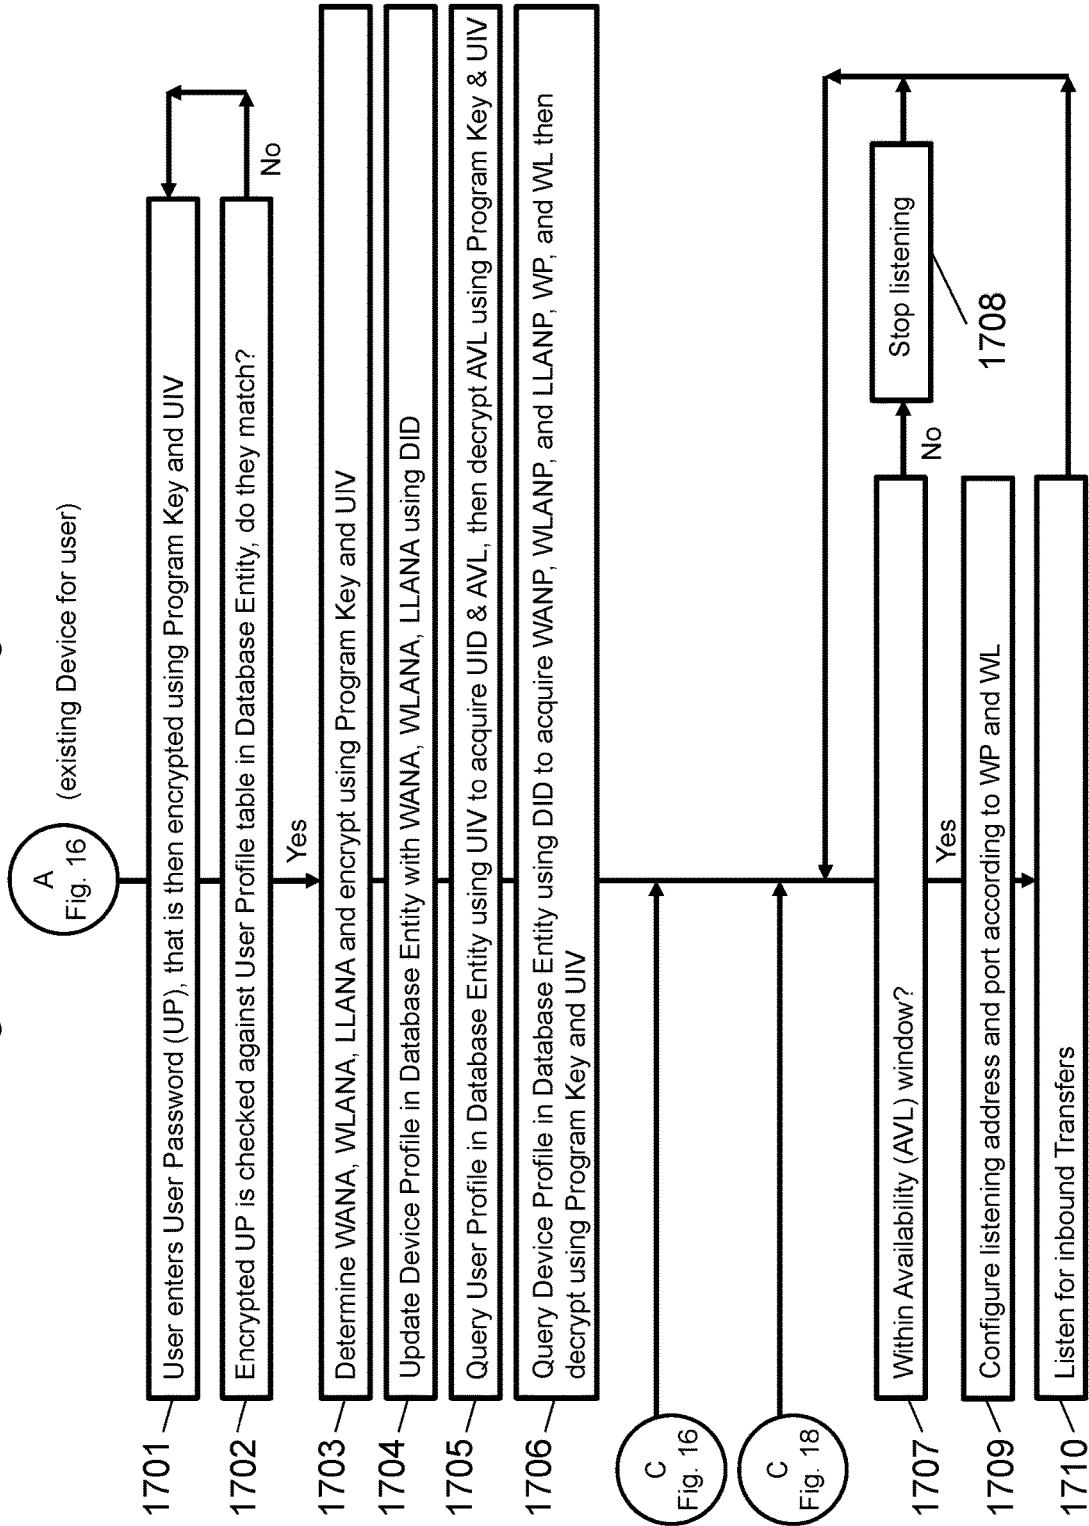 A
Fig. 16
(existing Device for user)
1701
User enters User Password (UP), that is then encrypted using Program Key and UIV
1702
Encrypted UP is checked against User Profile table in Database Entity, do they match?
No
Yes
1703
Determine WANA, WLANA, LLANA and encrypt using Program Key and UIV
1704
Update Device Profile in Database Entity with WANA, WLANA, LLANA using DID
1705
Query User Profile in Database Entity using UIV to acquire UID & AVL, then decrypt AVL using Program Key & UIV
1706
Query Device Profile in Database Entity using DID to acquire WANP, WLANP, and LLANP, WP, and WL then
decrypt using Program Key and UIV
C
Fig. 16
C
Fig. 18
1707
Within Availability (AVL) window?
No
Stop listening
1708
Yes
1709
Configure listening address and port according to WP and WL
1710
Listen for inbound Transfers